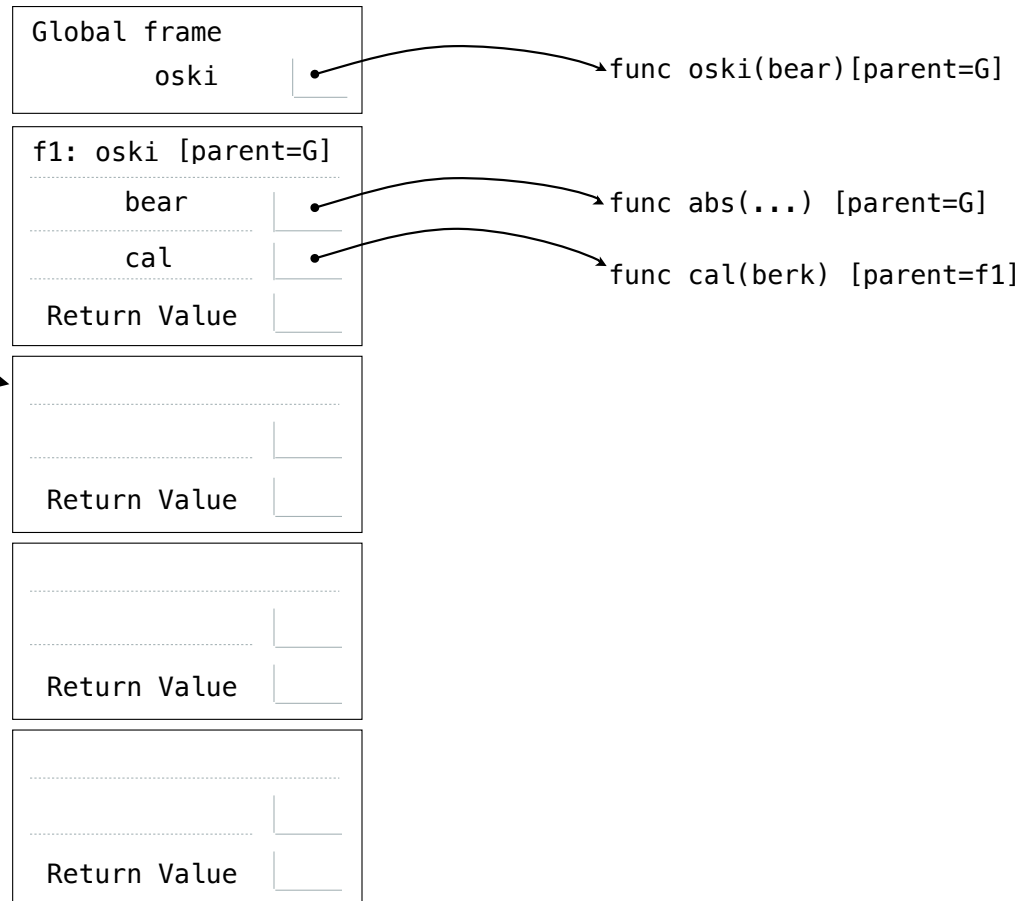 Global frame
oski
func oski(bear)[parent=G]
f1: oski [parent=G]
bear
func abs(...) [parent=G]
cal
func cal(berk) [parent=f1]
Return Value
Return Value
Return Value
Return Value